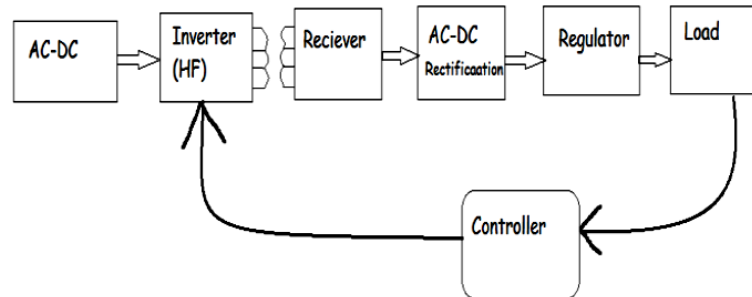 AC-DC
Inverter
(HF)
Reciever
AC-DC
Rectificaation
Regulator
Load
Controller